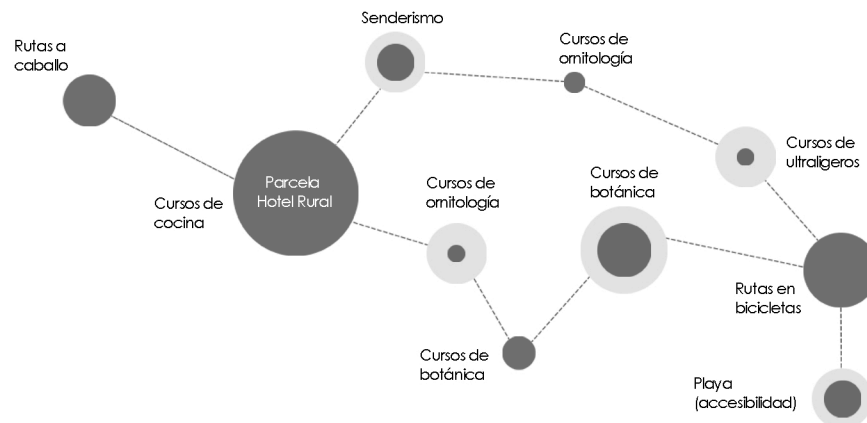 Senderismo
Rutas a
caballo
Cursos de
ornitología
Cursos de
ultraligeros
Parcela
Hotel Rural
Cursos de
cocina
Cursos de
ornitología
Cursos de
botánica
Rutas en
bicicletas
Cursos de
botánica
Playa
(accesibilidad)